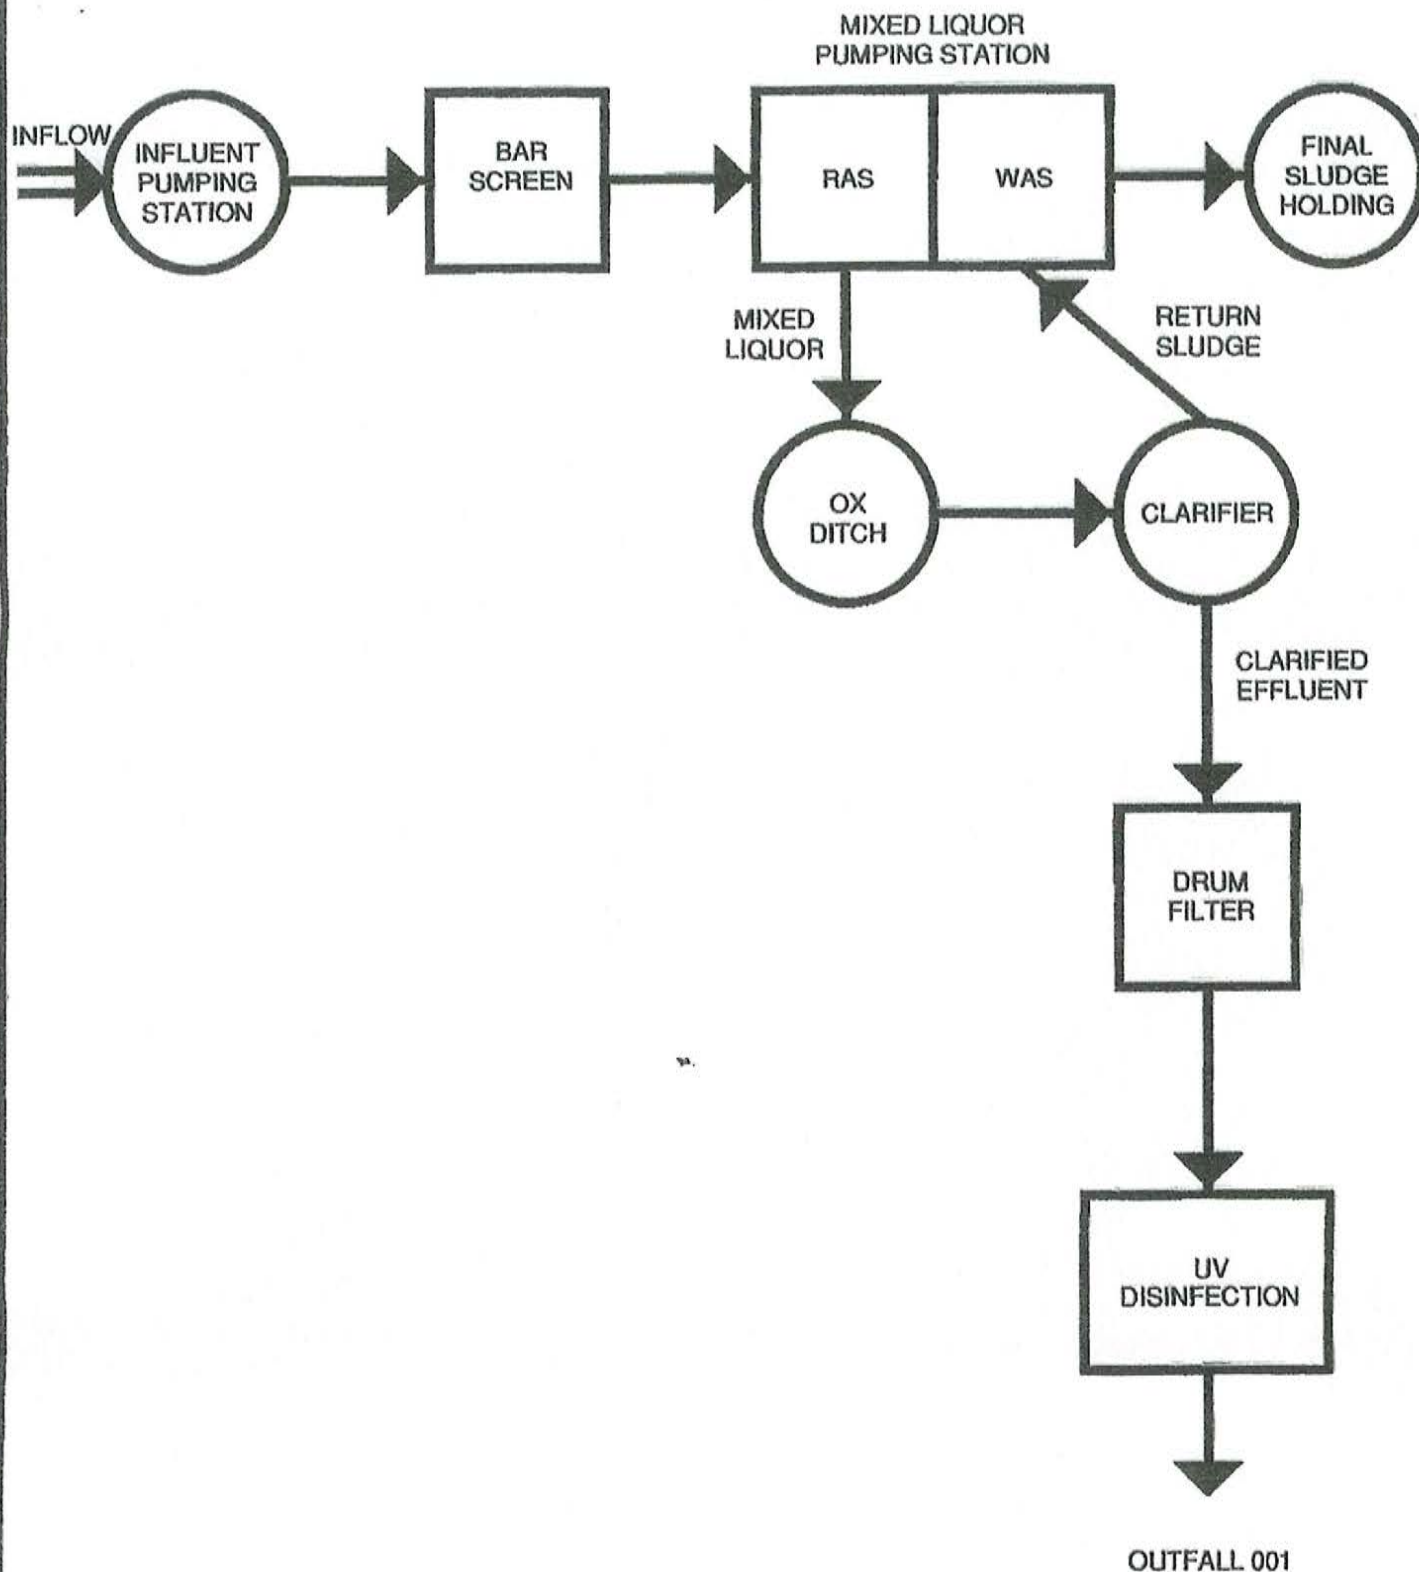 MIXED LIQUOR
PUMPING STATION
INFLOW
INFLUENT
PUMPING
STATION
BAR
SCREEN
RAS
WAS
FINAL
SLUDGE
HOLDING
MIXED
LIQUOR
RETURN
SLUDGE
OX
DITCH
CLARIFIER
CLARIFIED
EFFLUENT
DRUM
FILTER
UV
DISINFECTION
OUTFALL 001